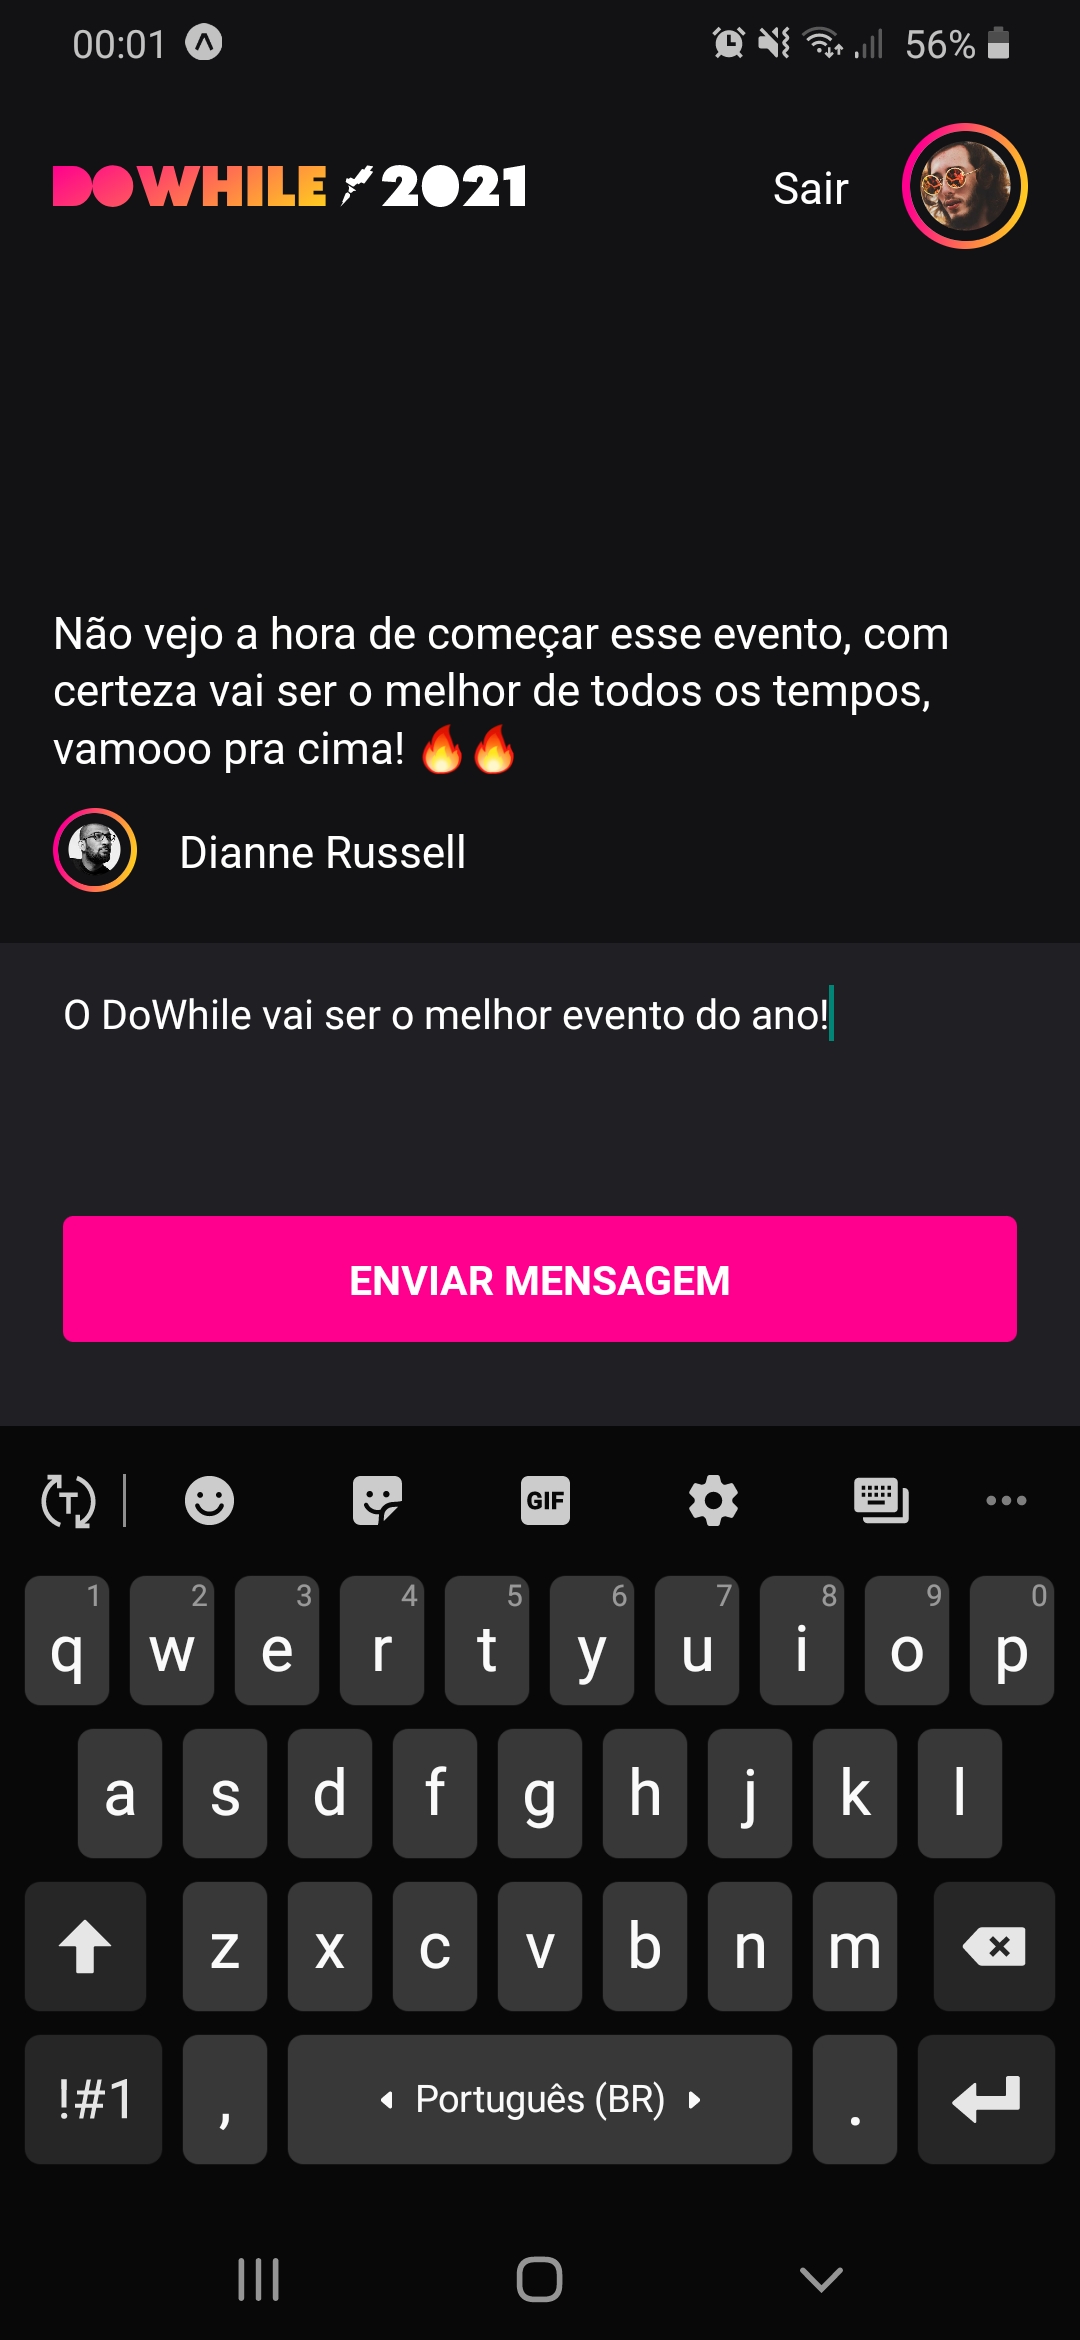 00:01 56%
DOWHILE 2021 Sair
Não vejo a hora de começar esse evento, com
certeza vai ser o melhor de todos os tempos,
vamooo pra cima! 🔥🔥
Dianne Russell
O DoWhile vai ser o melhor evento do ano!
ENVIAR MENSAGEM
T GIF
1 2 3 4 5 6 7 8 9 0
q w e r t y u i o p
a s d f g h j k l
z x c v b n m
!#1 , Português (BR) .